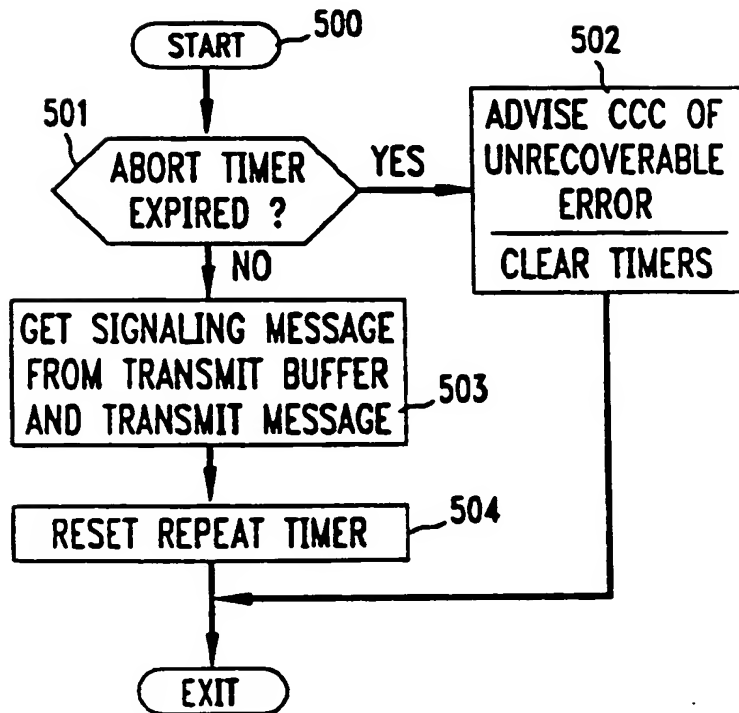 START
500
501
ABORT TIMER
EXPIRED ?
YES
NO
502
ADVISE CCC OF
UNRECOVERABLE
ERROR
CLEAR TIMERS
GET SIGNALING MESSAGE
FROM TRANSMIT BUFFER
AND TRANSMIT MESSAGE
503
RESET REPEAT TIMER
504
EXIT